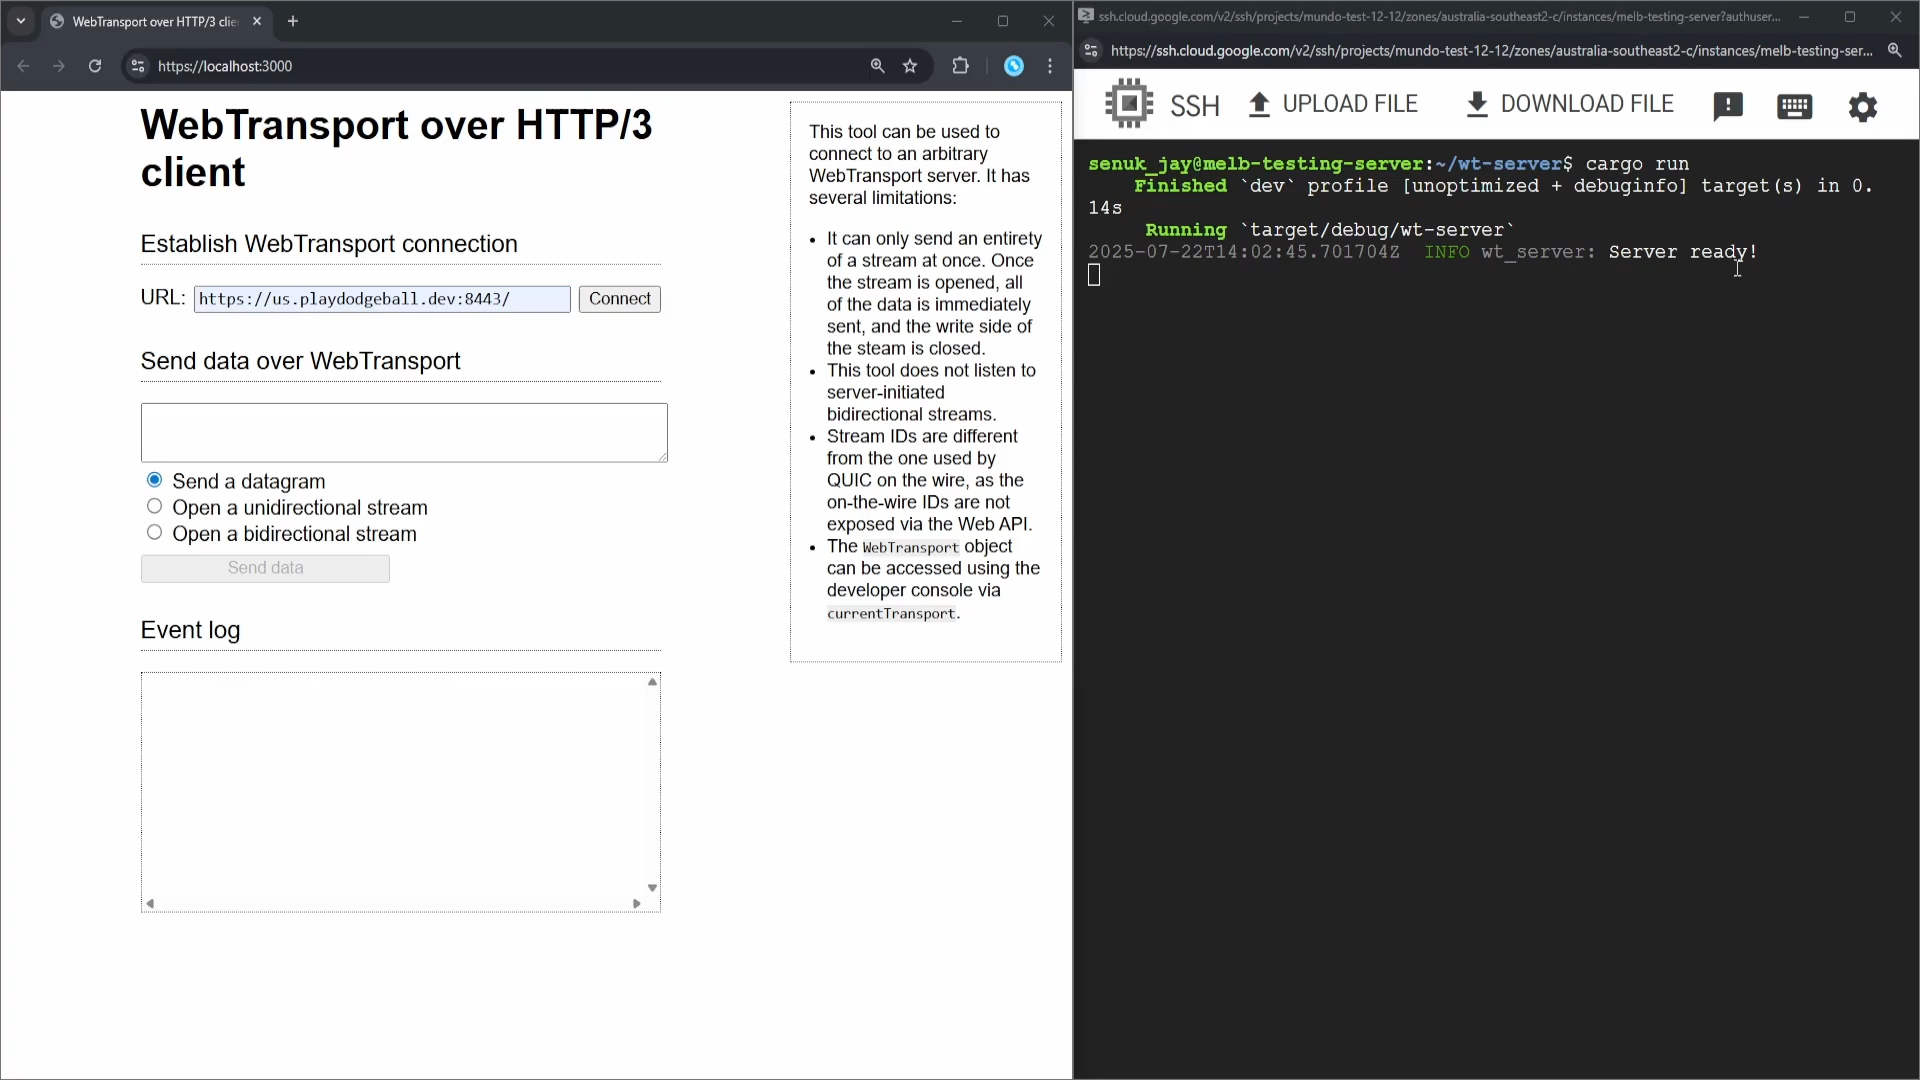 WebTransport over HTTP/3 clie
https://localhost:3000
WebTransport over HTTP/3
client
Establish WebTransport connection
URL: https://us.playdodgeball.dev:8443/ Connect
Send data over WebTransport
Send a datagram
Open a unidirectional stream
Open a bidirectional stream
Send data
Event log
This tool can be used to
connect to an arbitrary
WebTransport server. It has
several limitations:
• It can only send an entirety
of a stream at once. Once
the stream is opened, all
of the data is immediately
sent, and the write side of
the steam is closed.
• This tool does not listen to
server-initiated
bidirectional streams.
• Stream IDs are different
from the one used by
QUIC on the wire, as the
on-the-wire IDs are not
exposed via the Web API.
• The WebTransport object
can be accessed using the
developer console via
currentTransport.
ssh.cloud.google.com/v2/ssh/projects/mundo-test-12-12/zones/australia-southeast2-c/instances/melb-testing-server?authuser...
https://ssh.cloud.google.com/v2/ssh/projects/mundo-test-12-12/zones/australia-southeast2-c/instances/melb-testing-ser...
SSH UPLOAD FILE DOWNLOAD FILE
senuk_jay@melb-testing-server:~/wt-server$ cargo run
Finished `dev` profile [unoptimized + debuginfo] target(s) in 0.
14s
Running `target/debug/wt-server`
2025-07-22T14:02:45.701704Z INFO wt_server: Server ready!